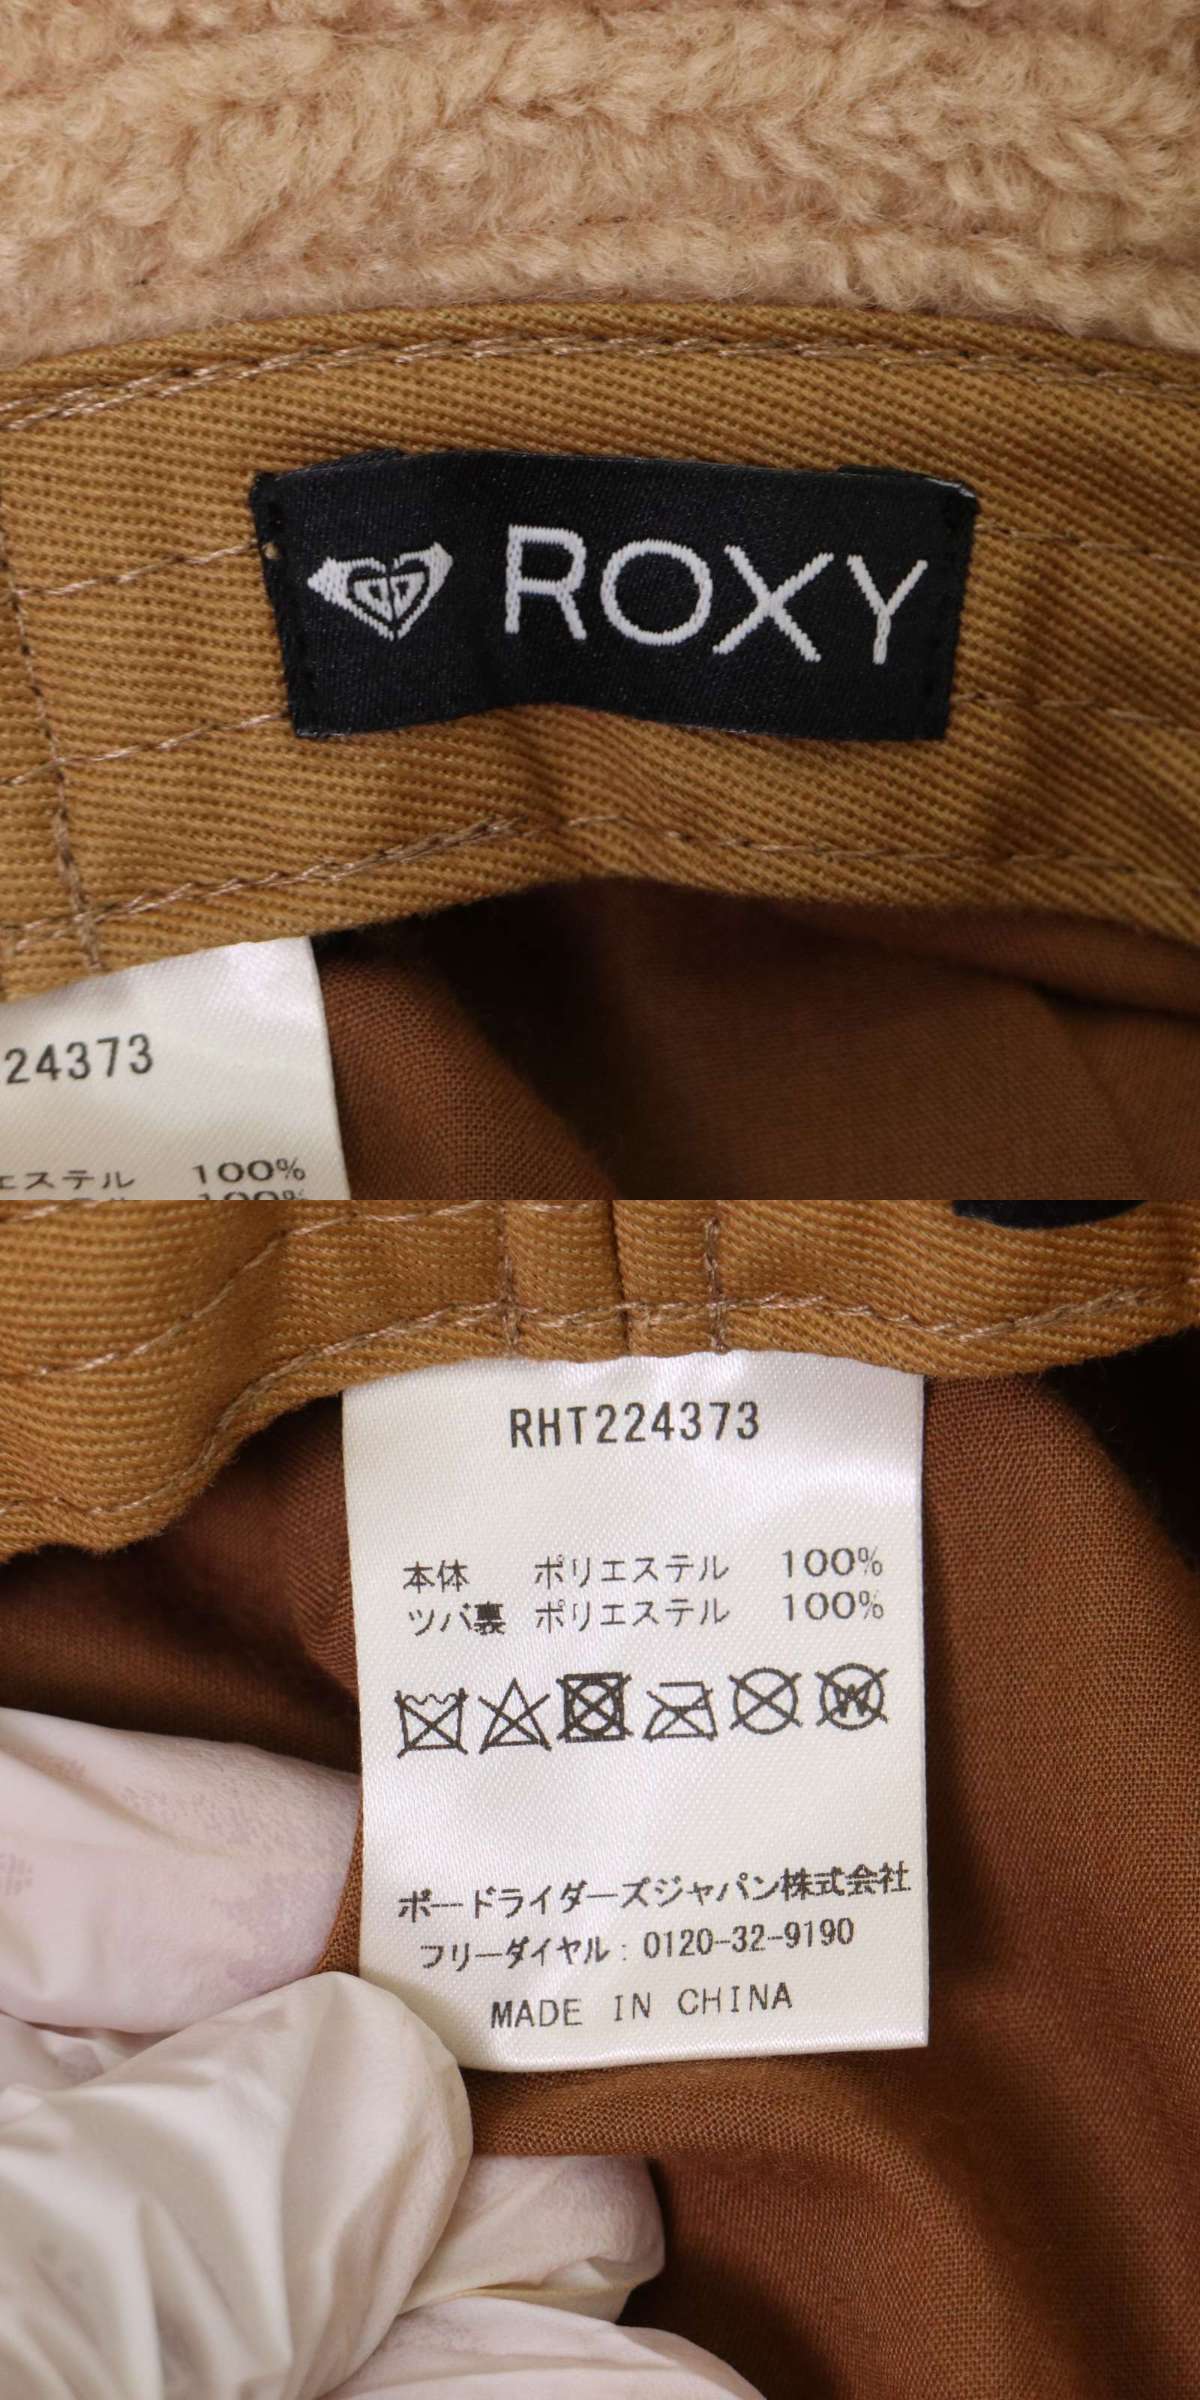 ROXY
24373
エステル 100%
100%
RHT224373
本体 ポリエステル 100%
ツバ裏 ポリエステル 100%
W
ボードライダーズジャパン株式会社
フリーダイヤル: 0120-32-9190
MADE IN CHINA